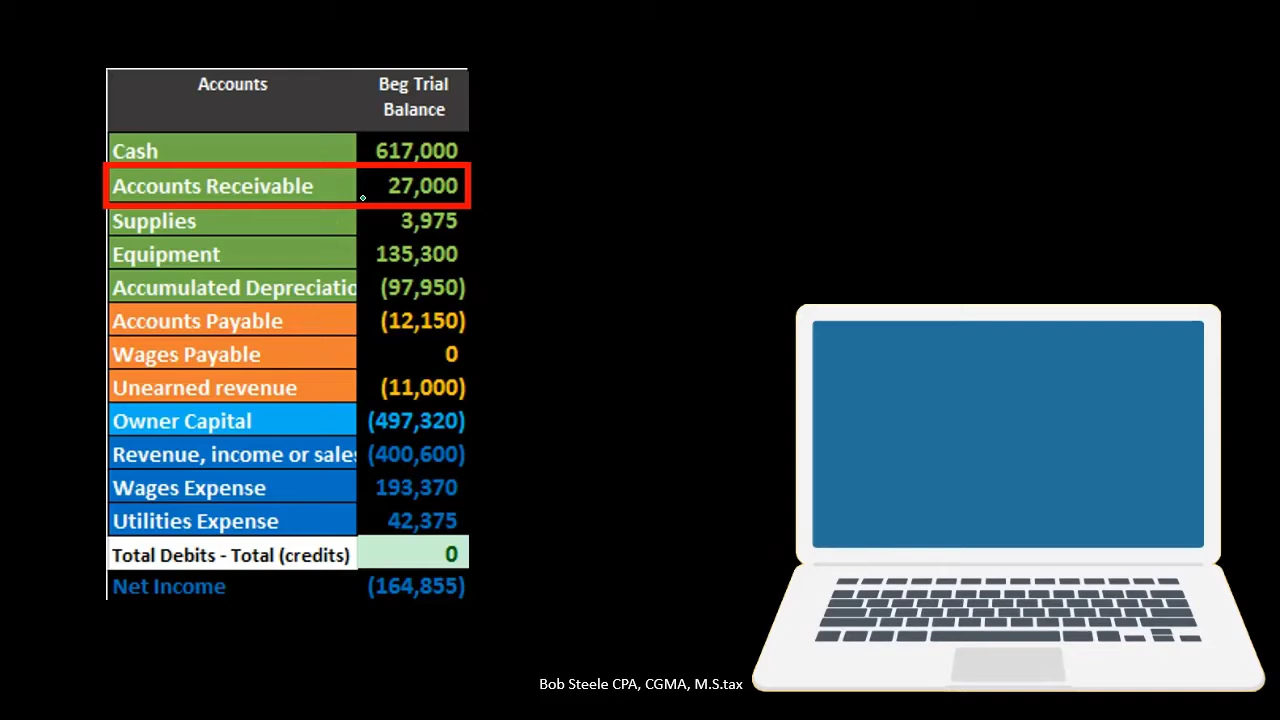 Accounts Beg Trial
Balance
Cash 617,000
Accounts Receivable 27,000
Supplies 3,975
Equipment 135,300
Accumulated Depreciatio (97,950)
Accounts Payable (12,150)
Wages Payable 0
Unearned revenue (11,000)
Owner Capital (497,320)
Revenue, income or sales (400,600)
Wages Expense 193,370
Utilities Expense 42,375
Total Debits - Total (credits) 0
Net Income (164,855)
Bob Steele CPA, CGMA, M.S.tax